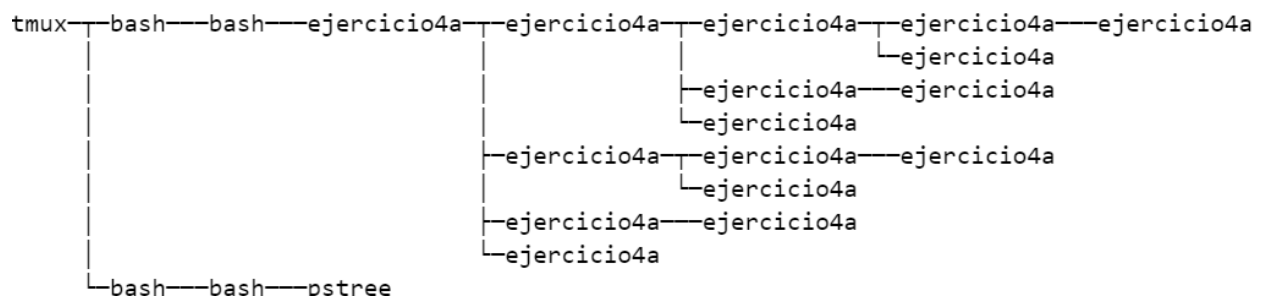 tmux─┬─bash───bash───ejercicio4a─┬─ejercicio4a─┬─ejercicio4a─┬─ejercicio4a───ejercicio4a
     │                           │             │             └─ejercicio4a
     │                           │             ├─ejercicio4a───ejercicio4a
     │                           │             └─ejercicio4a
     │                           ├─ejercicio4a─┬─ejercicio4a───ejercicio4a
     │                           │             └─ejercicio4a
     │                           ├─ejercicio4a───ejercicio4a
     │                           └─ejercicio4a
     └─bash───bash───pstree